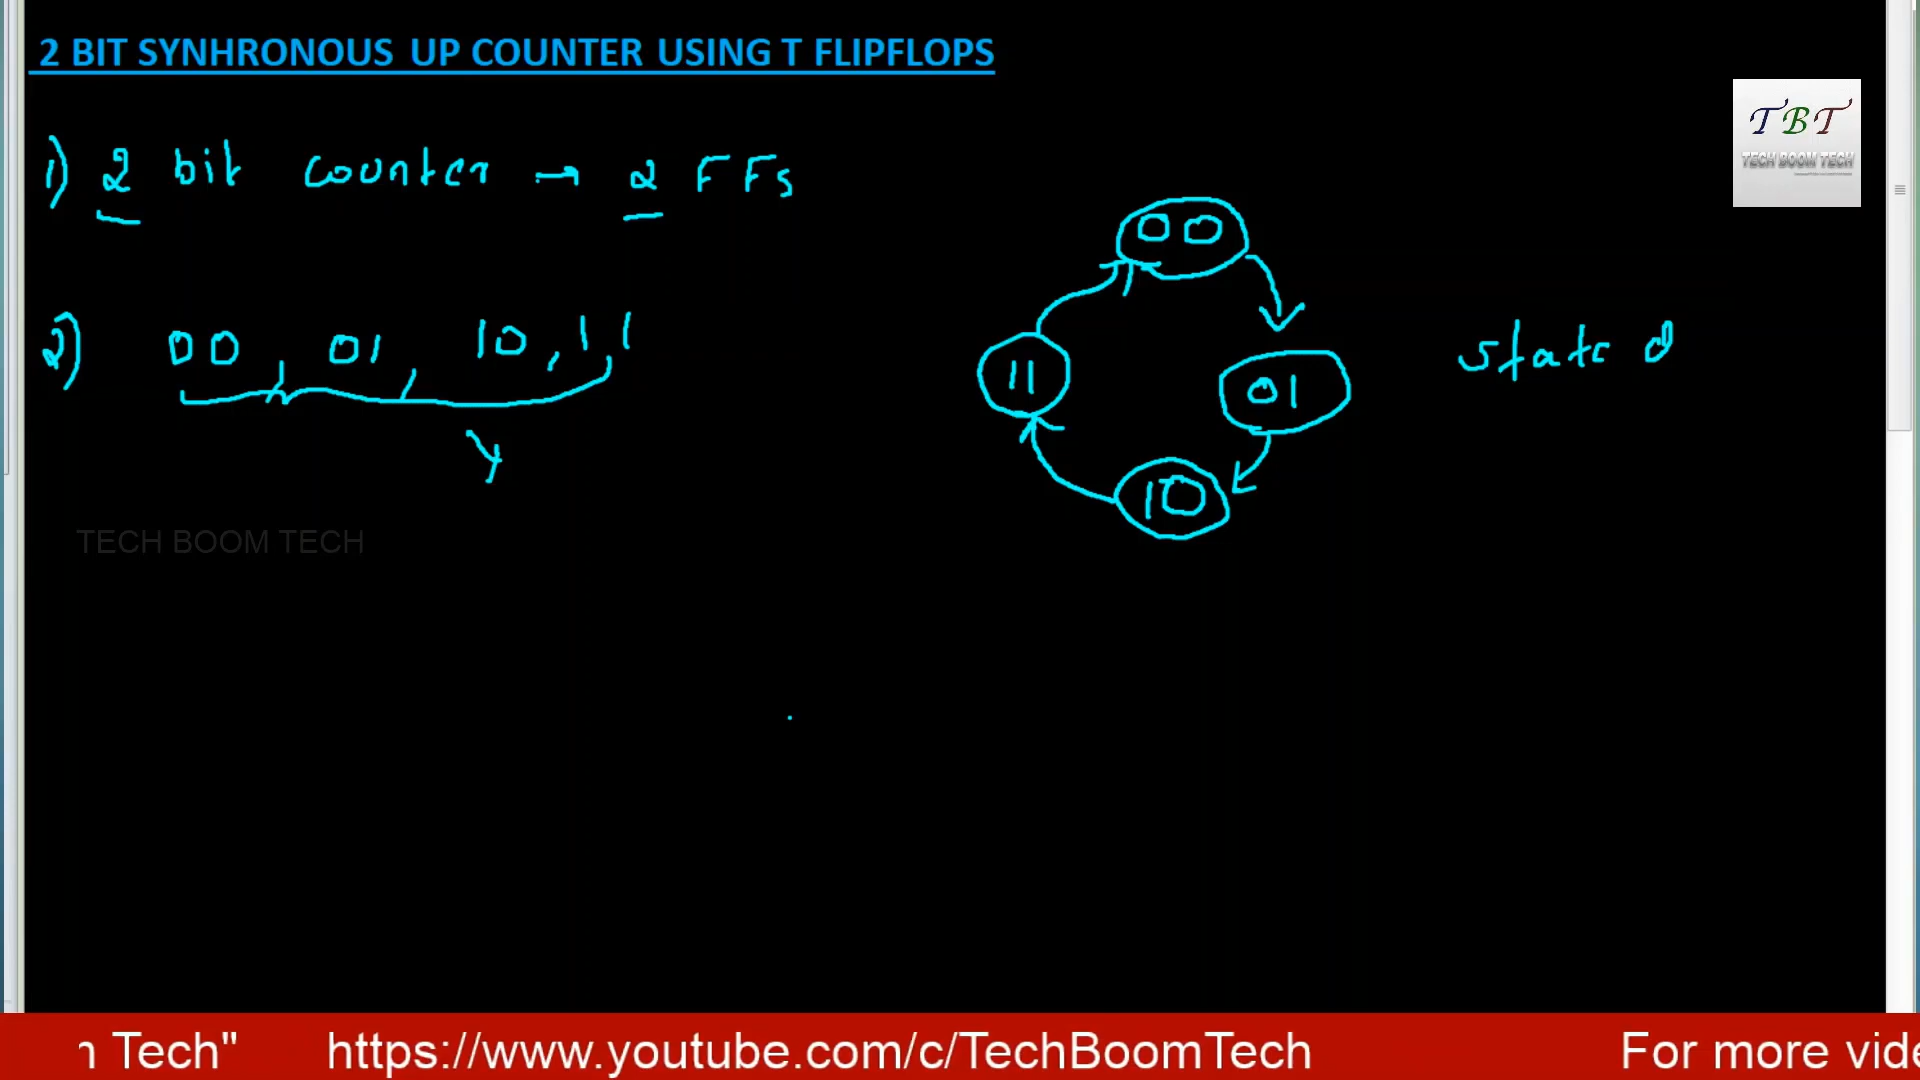 2 BIT SYNHRONOUS UP COUNTER USING T FLIPFLOPS
TBT
TECH BOOM TECH
1) 2 bit counter → 2 FFs
00
2) 00, 01, 10, 11
11
01
state d
4
10
TECH BOOM TECH
n Tech" https://www.youtube.com/c/TechBoomTech For more vide